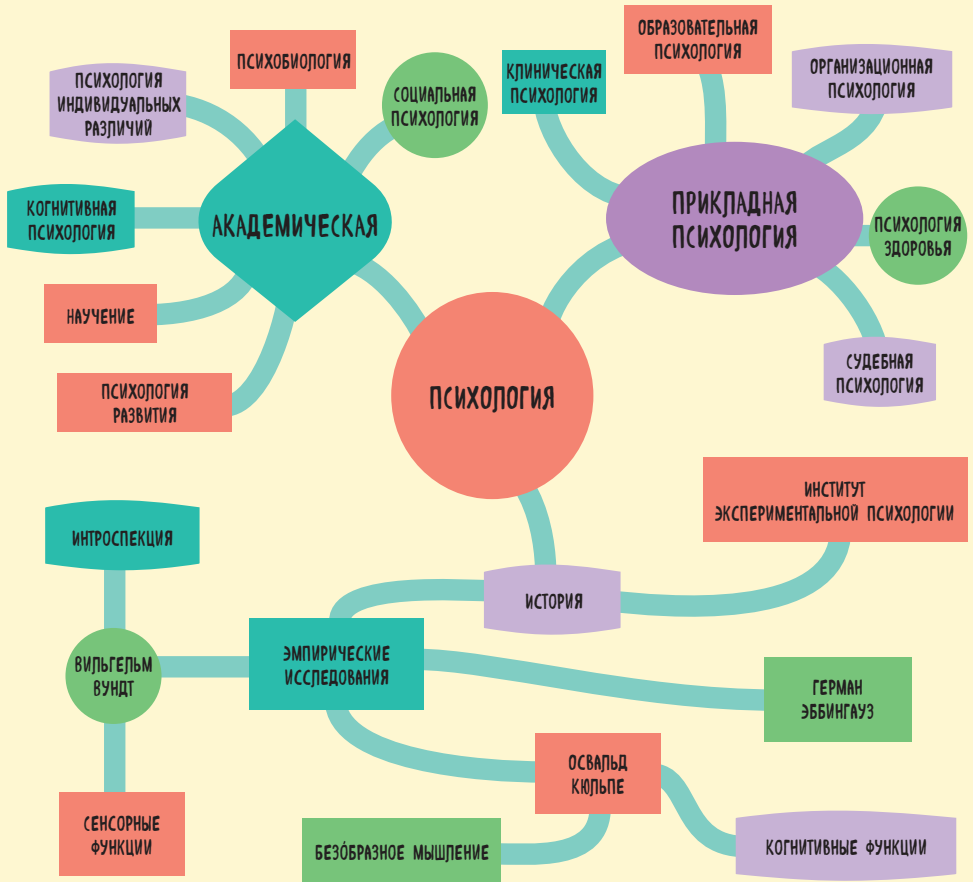 ПСИХОБИОЛОГИЯ
ПСИХОЛОГИЯ
ИНДИВИДУАЛЬНЫХ
РАЗЛИЧИЙ
СОЦИАЛЬНАЯ
ПСИХОЛОГИЯ
КОГНИТИВНАЯ
ПСИХОЛОГИЯ
АКАДЕМИЧЕСКАЯ
НАУЧЕНИЕ
ПСИХОЛОГИЯ
РАЗВИТИЯ
КЛИНИЧЕСКАЯ
ПСИХОЛОГИЯ
ОБРАЗОВАТЕЛЬНАЯ
ПСИХОЛОГИЯ
ОРГАНИЗАЦИОННАЯ
ПСИХОЛОГИЯ
ПРИКЛАДНАЯ
ПСИХОЛОГИЯ
ПСИХОЛОГИЯ
ЗДОРОВЬЯ
СУДЕБНАЯ
ПСИХОЛОГИЯ
ПСИХОЛОГИЯ
ИНСТИТУТ
ЭКСПЕРИМЕНТАЛЬНОЙ ПСИХОЛОГИИ
ИСТОРИЯ
ИНТРОСПЕКЦИЯ
ВИЛЬГЕЛЬМ
ВУНДТ
ЭМПИРИЧЕСКИЕ
ИССЛЕДОВАНИЯ
ГЕРМАН
ЭББИНГАУЗ
СЕНСОРНЫЕ
ФУНКЦИИ
ОСВАЛЬД
КЮЛЬПЕ
БЕЗО́БРАЗНОЕ МЫШЛЕНИЕ
КОГНИТИВНЫЕ ФУНКЦИИ